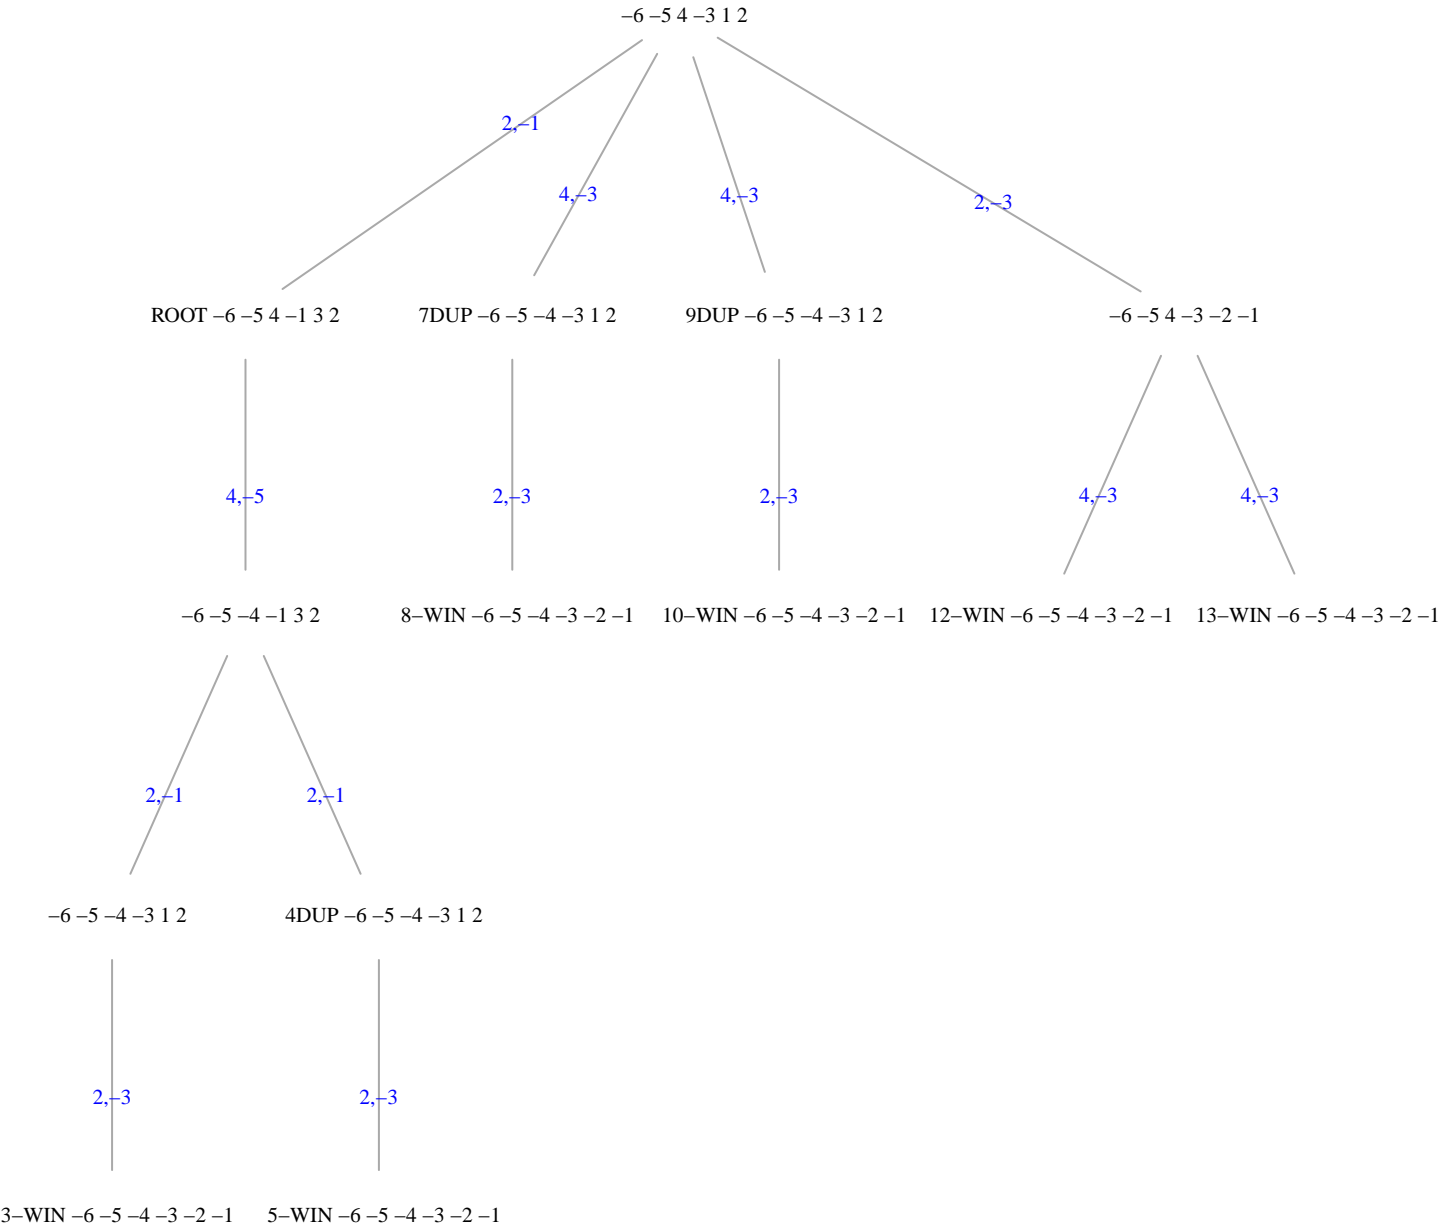 –6 –5 4 –3 1 2
2,–1
4,–3
4,–3
2,–3
ROOT –6 –5 4 –1 3 2
7DUP –6 –5 –4 –3 1 2
9DUP –6 –5 –4 –3 1 2
–6 –5 4 –3 –2 –1
4,–5
2,–3
2,–3
4,–3
4,–3
–6 –5 –4 –1 3 2
8–WIN –6 –5 –4 –3 –2 –1
10–WIN –6 –5 –4 –3 –2 –1
12–WIN –6 –5 –4 –3 –2 –1
13–WIN –6 –5 –4 –3 –2 –1
2,–1
2,–1
–6 –5 –4 –3 1 2
4DUP –6 –5 –4 –3 1 2
2,–3
2,–3
3–WIN –6 –5 –4 –3 –2 –1
5–WIN –6 –5 –4 –3 –2 –1